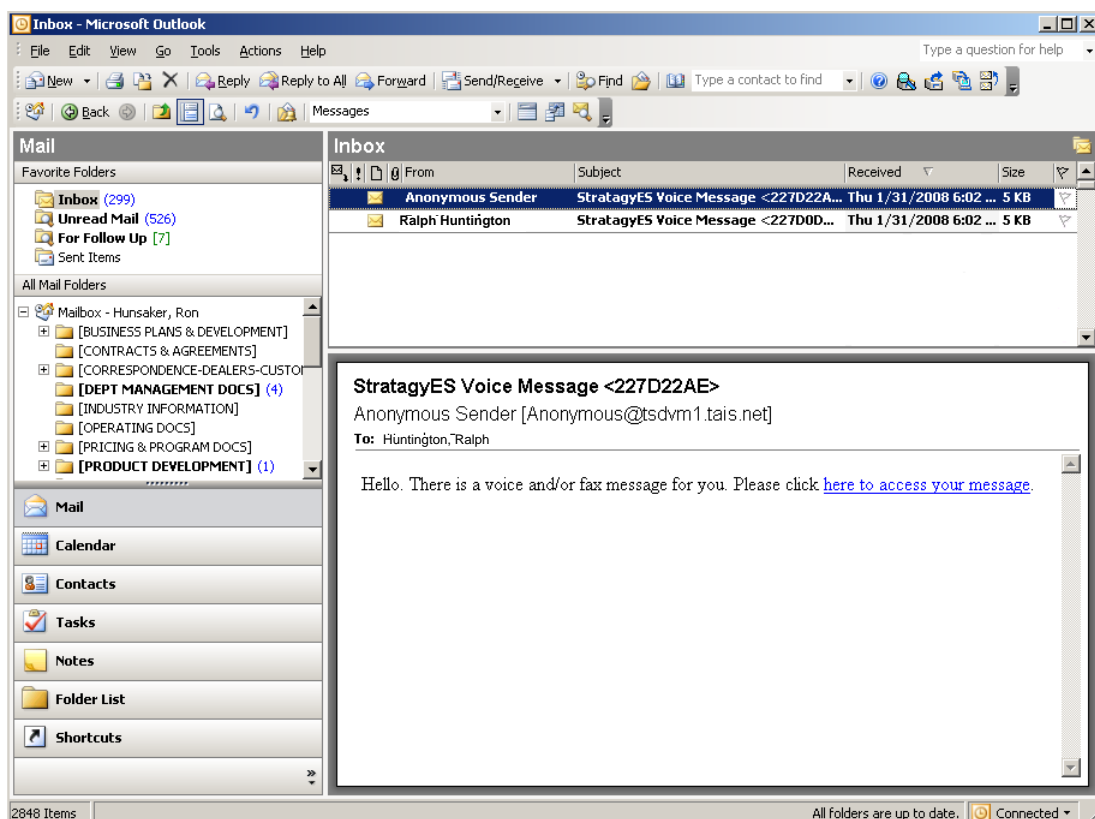 Inbox - Microsoft Outlook
File Edit View Go Tools Actions Help Type a question for help
New Reply Reply to All Forward Send/Receive Find Type a contact to find
Back Messages
Mail
Favorite Folders
Inbox (299)
Unread Mail (526)
For Follow Up [7]
Sent Items
All Mail Folders
Mailbox - Hunsaker, Ron
[BUSINESS PLANS & DEVELOPMENT]
[CONTRACTS & AGREEMENTS]
[CORRESPONDENCE-DEALERS-CUSTO
[DEPT MANAGEMENT DOCS] (4)
[INDUSTRY INFORMATION]
[OPERATING DOCS]
[PRICING & PROGRAM DOCS]
[PRODUCT DEVELOPMENT] (1)
Mail
Calendar
Contacts
Tasks
Notes
Folder List
Shortcuts
Inbox
From Subject Received Size
Anonymous Sender StratagyES Voice Message <227D22A... Thu 1/31/2008 6:02 ... 5 KB
Ralph Huntington StratagyES Voice Message <227D0D... Thu 1/31/2008 6:02 ... 5 KB
StratagyES Voice Message <227D22AE>
Anonymous Sender [Anonymous@tsdvm1.tais.net]
To: Huntington, Ralph
Hello. There is a voice and/or fax message for you. Please click here to access your message.
2848 Items All folders are up to date. Connected